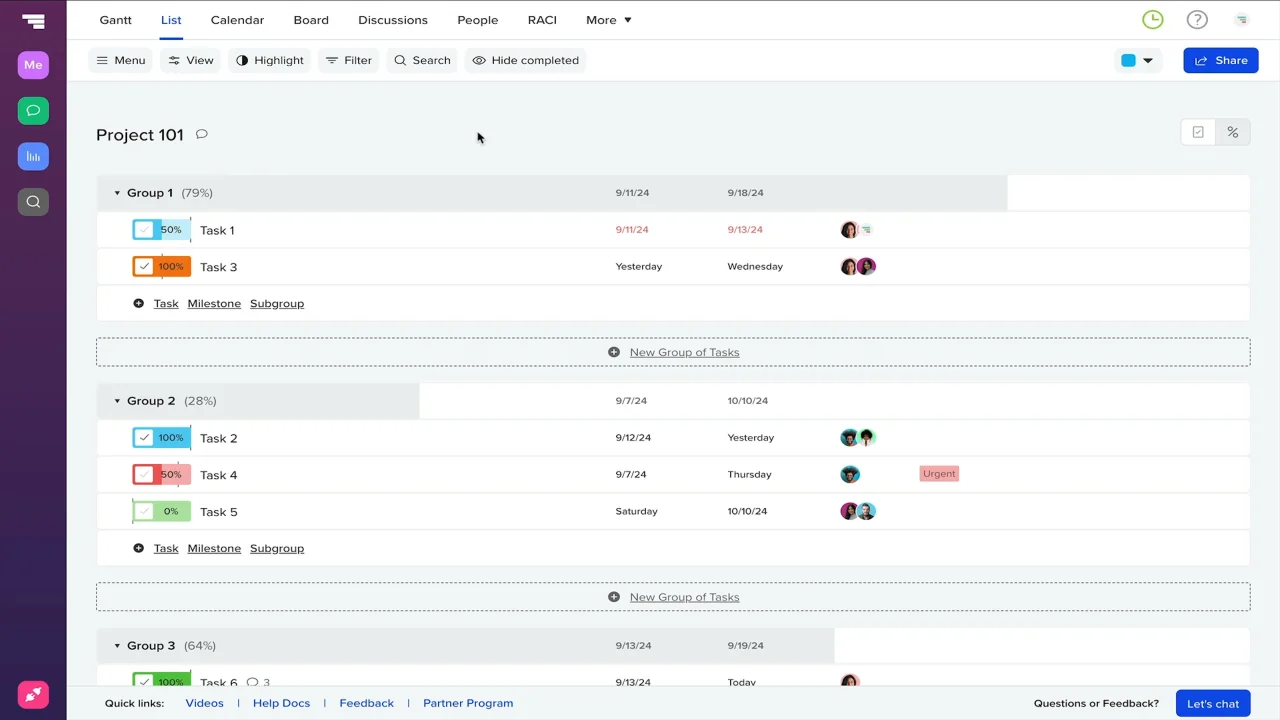 Gantt List Calendar Board Discussions People RACI More
Me
Menu View Highlight Filter Search Hide completed Share
Project 101
%
Group 1 (79%) 9/11/24 9/18/24
50% Task 1 9/11/24 9/13/24
100% Task 3 Yesterday Wednesday
Task Milestone Subgroup
New Group of Tasks
Group 2 (28%) 9/7/24 10/10/24
100% Task 2 9/12/24 Yesterday
50% Task 4 9/7/24 Thursday Urgent
0% Task 5 Saturday 10/10/24
Task Milestone Subgroup
New Group of Tasks
Group 3 (64%) 9/13/24 9/19/24
100% Task 6 3 9/13/24 Today
Quick links: Videos | Help Docs | Feedback | Partner Program Questions or Feedback? Let's chat